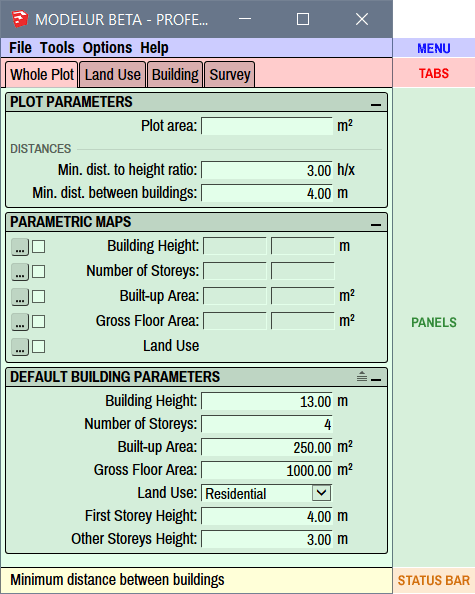 MODELUR BETA - PROFE...
File Tools Options Help
MENU
Whole Plot Land Use Building Survey
TABS
PLOT PARAMETERS
Plot area: m²
DISTANCES
Min. dist. to height ratio: 3.00 h/x
Min. dist. between buildings: 4.00 m
PARAMETRIC MAPS
... Building Height: m
... Number of Storeys:
... Built-up Area: m²
... Gross Floor Area: m²
... Land Use
PANELS
DEFAULT BUILDING PARAMETERS
Building Height: 13.00 m
Number of Storeys: 4
Built-up Area: 250.00 m²
Gross Floor Area: 1000.00 m²
Land Use: Residential
First Storey Height: 4.00 m
Other Storeys Height: 3.00 m
Minimum distance between buildings
STATUS BAR